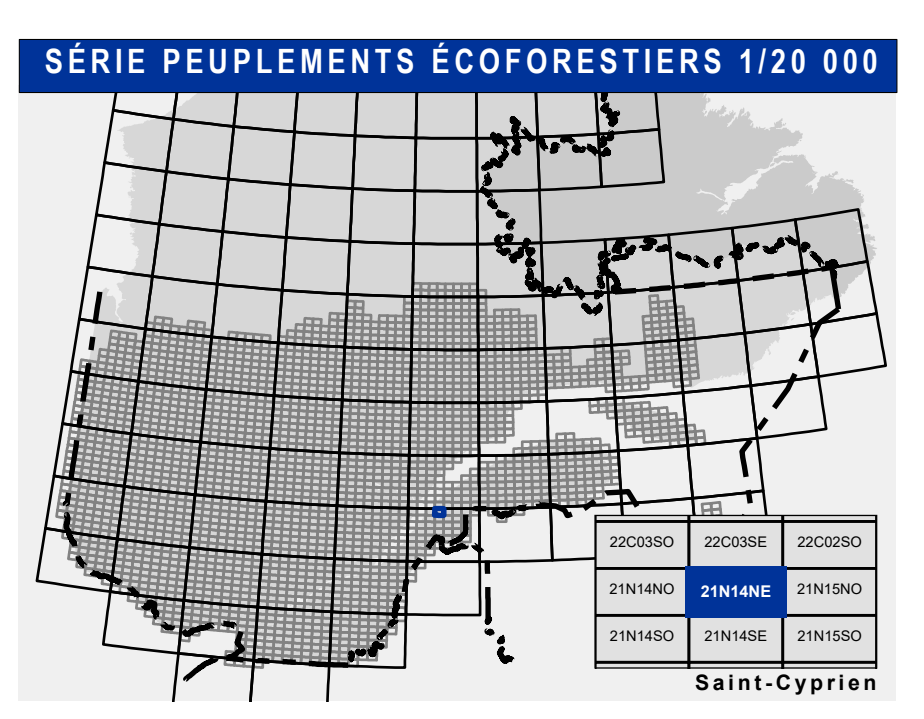 SÉRIE PEUPLEMENTS ÉCOFORESTIERS 1/20 000
22C03SO 22C03SE 22C02SO
21N14NO 21N14NE 21N15NO
21N14SO 21N14SE 21N15SO
Saint-Cyprien